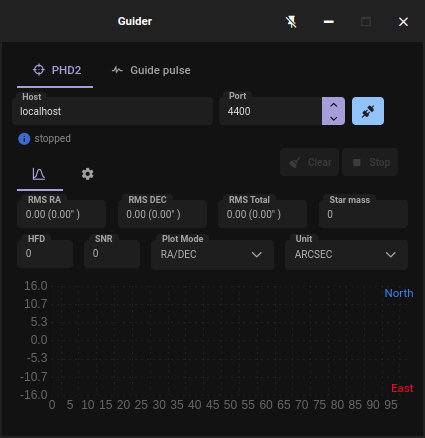 Guider
PHD2 Guide pulse
Host Port
localhost 4400
stopped
Clear Stop
RMS RA RMS DEC RMS Total Star mass
0.00 (0.00" ) 0.00 (0.00" ) 0.00 (0.00" ) 0
HFD SNR Plot Mode Unit
0 0 RA/DEC ARCSEC
16.0 North
10.7
5.3
0.0
-5.3
-10.7 East
-16.0
0 5 10 15 20 25 30 35 40 45 50 55 60 65 70 75 80 85 90 95